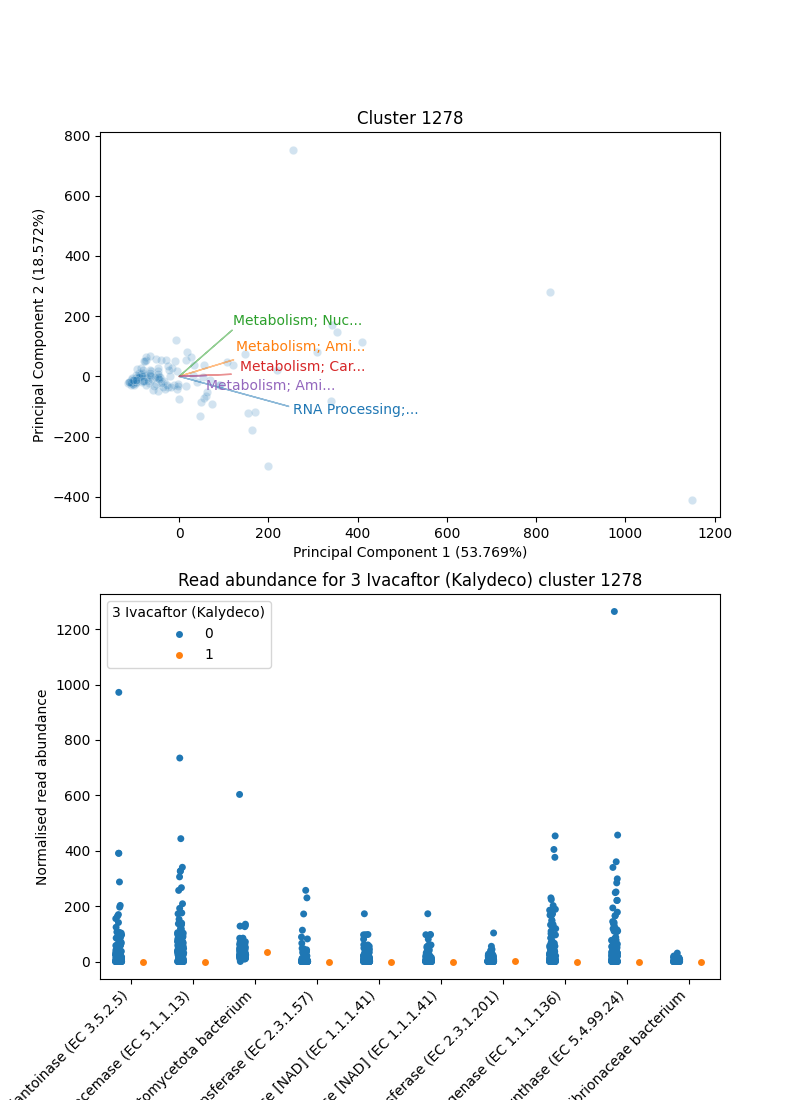 Cluster 1278
800
600
400
200
0
−200
−400
Principal Component 2 (18.572%)
Metabolism; Nuc...
Metabolism; Ami...
Metabolism; Car...
Metabolism; Ami...
RNA Processing;...
0 200 400 600 800 1000 1200
Principal Component 1 (53.769%)
Read abundance for 3 Ivacaftor (Kalydeco) cluster 1278
3 Ivacaftor (Kalydeco)
0
1
1200
1000
800
600
400
200
0
Normalised read abundance
lantoinase (EC 3.5.2.5)
acemase (EC 5.1.1.13)
tomycetota bacterium
nsferase (EC 2.3.1.57)
se [NAD] (EC 1.1.1.41)
se [NAD] (EC 1.1.1.41)
sferase (EC 2.3.1.201)
genase (EC 1.1.1.136)
ynthase (EC 5.4.99.24)
ibrionaceae bacterium